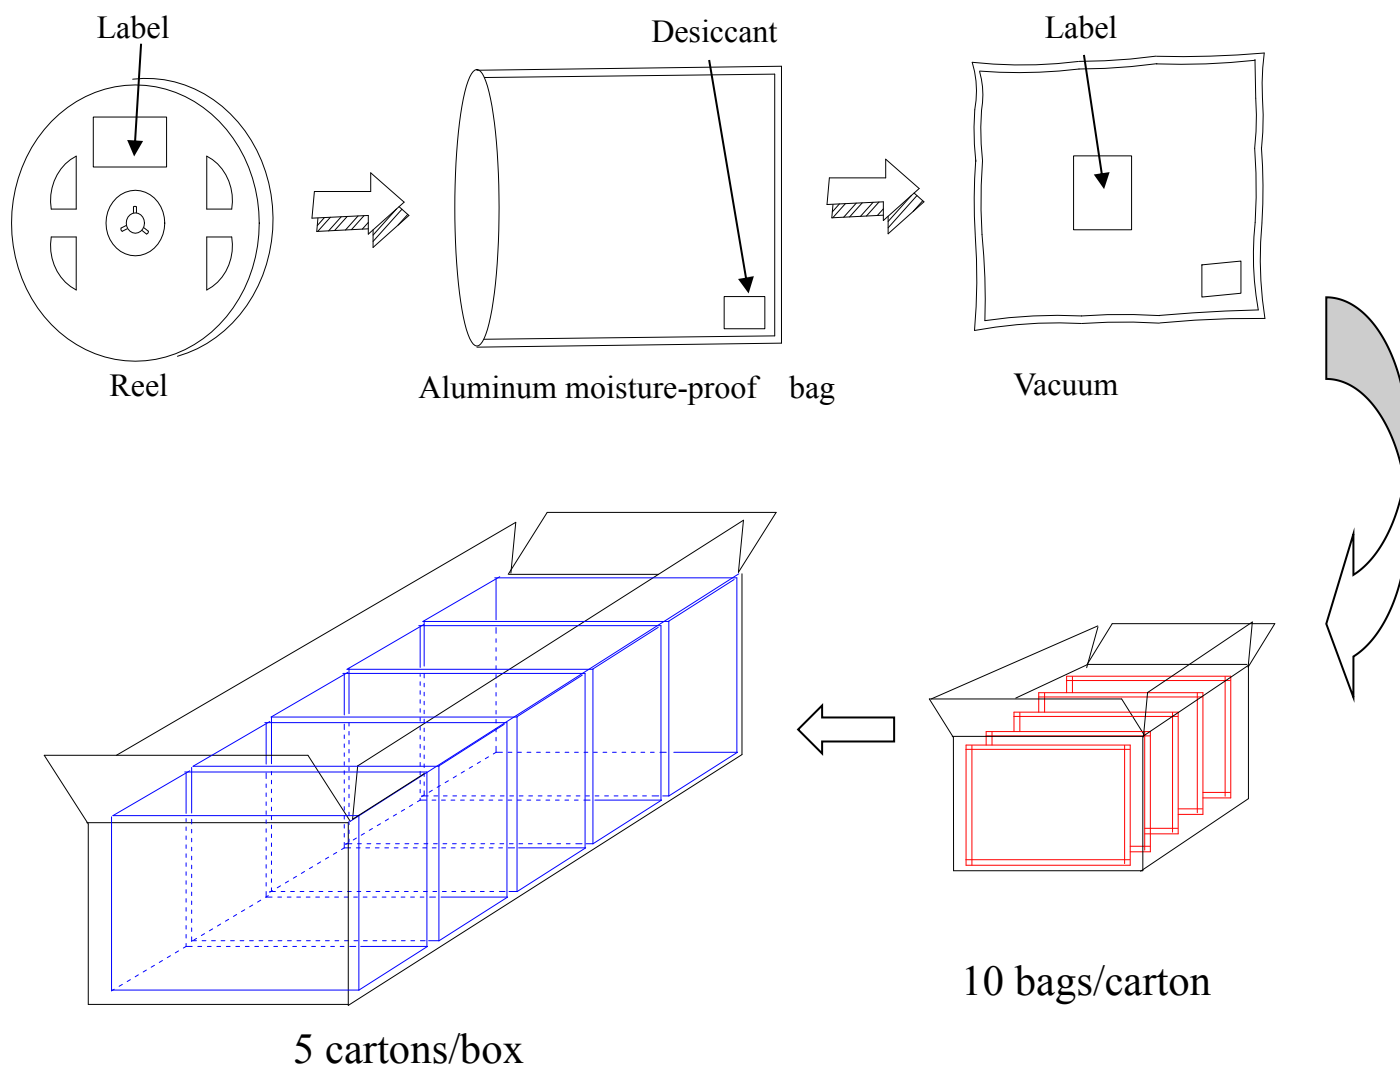 Label
Desiccant
Label
Reel
Aluminum moisture-proof bag
Vacuum
10 bags/carton
5 cartons/box